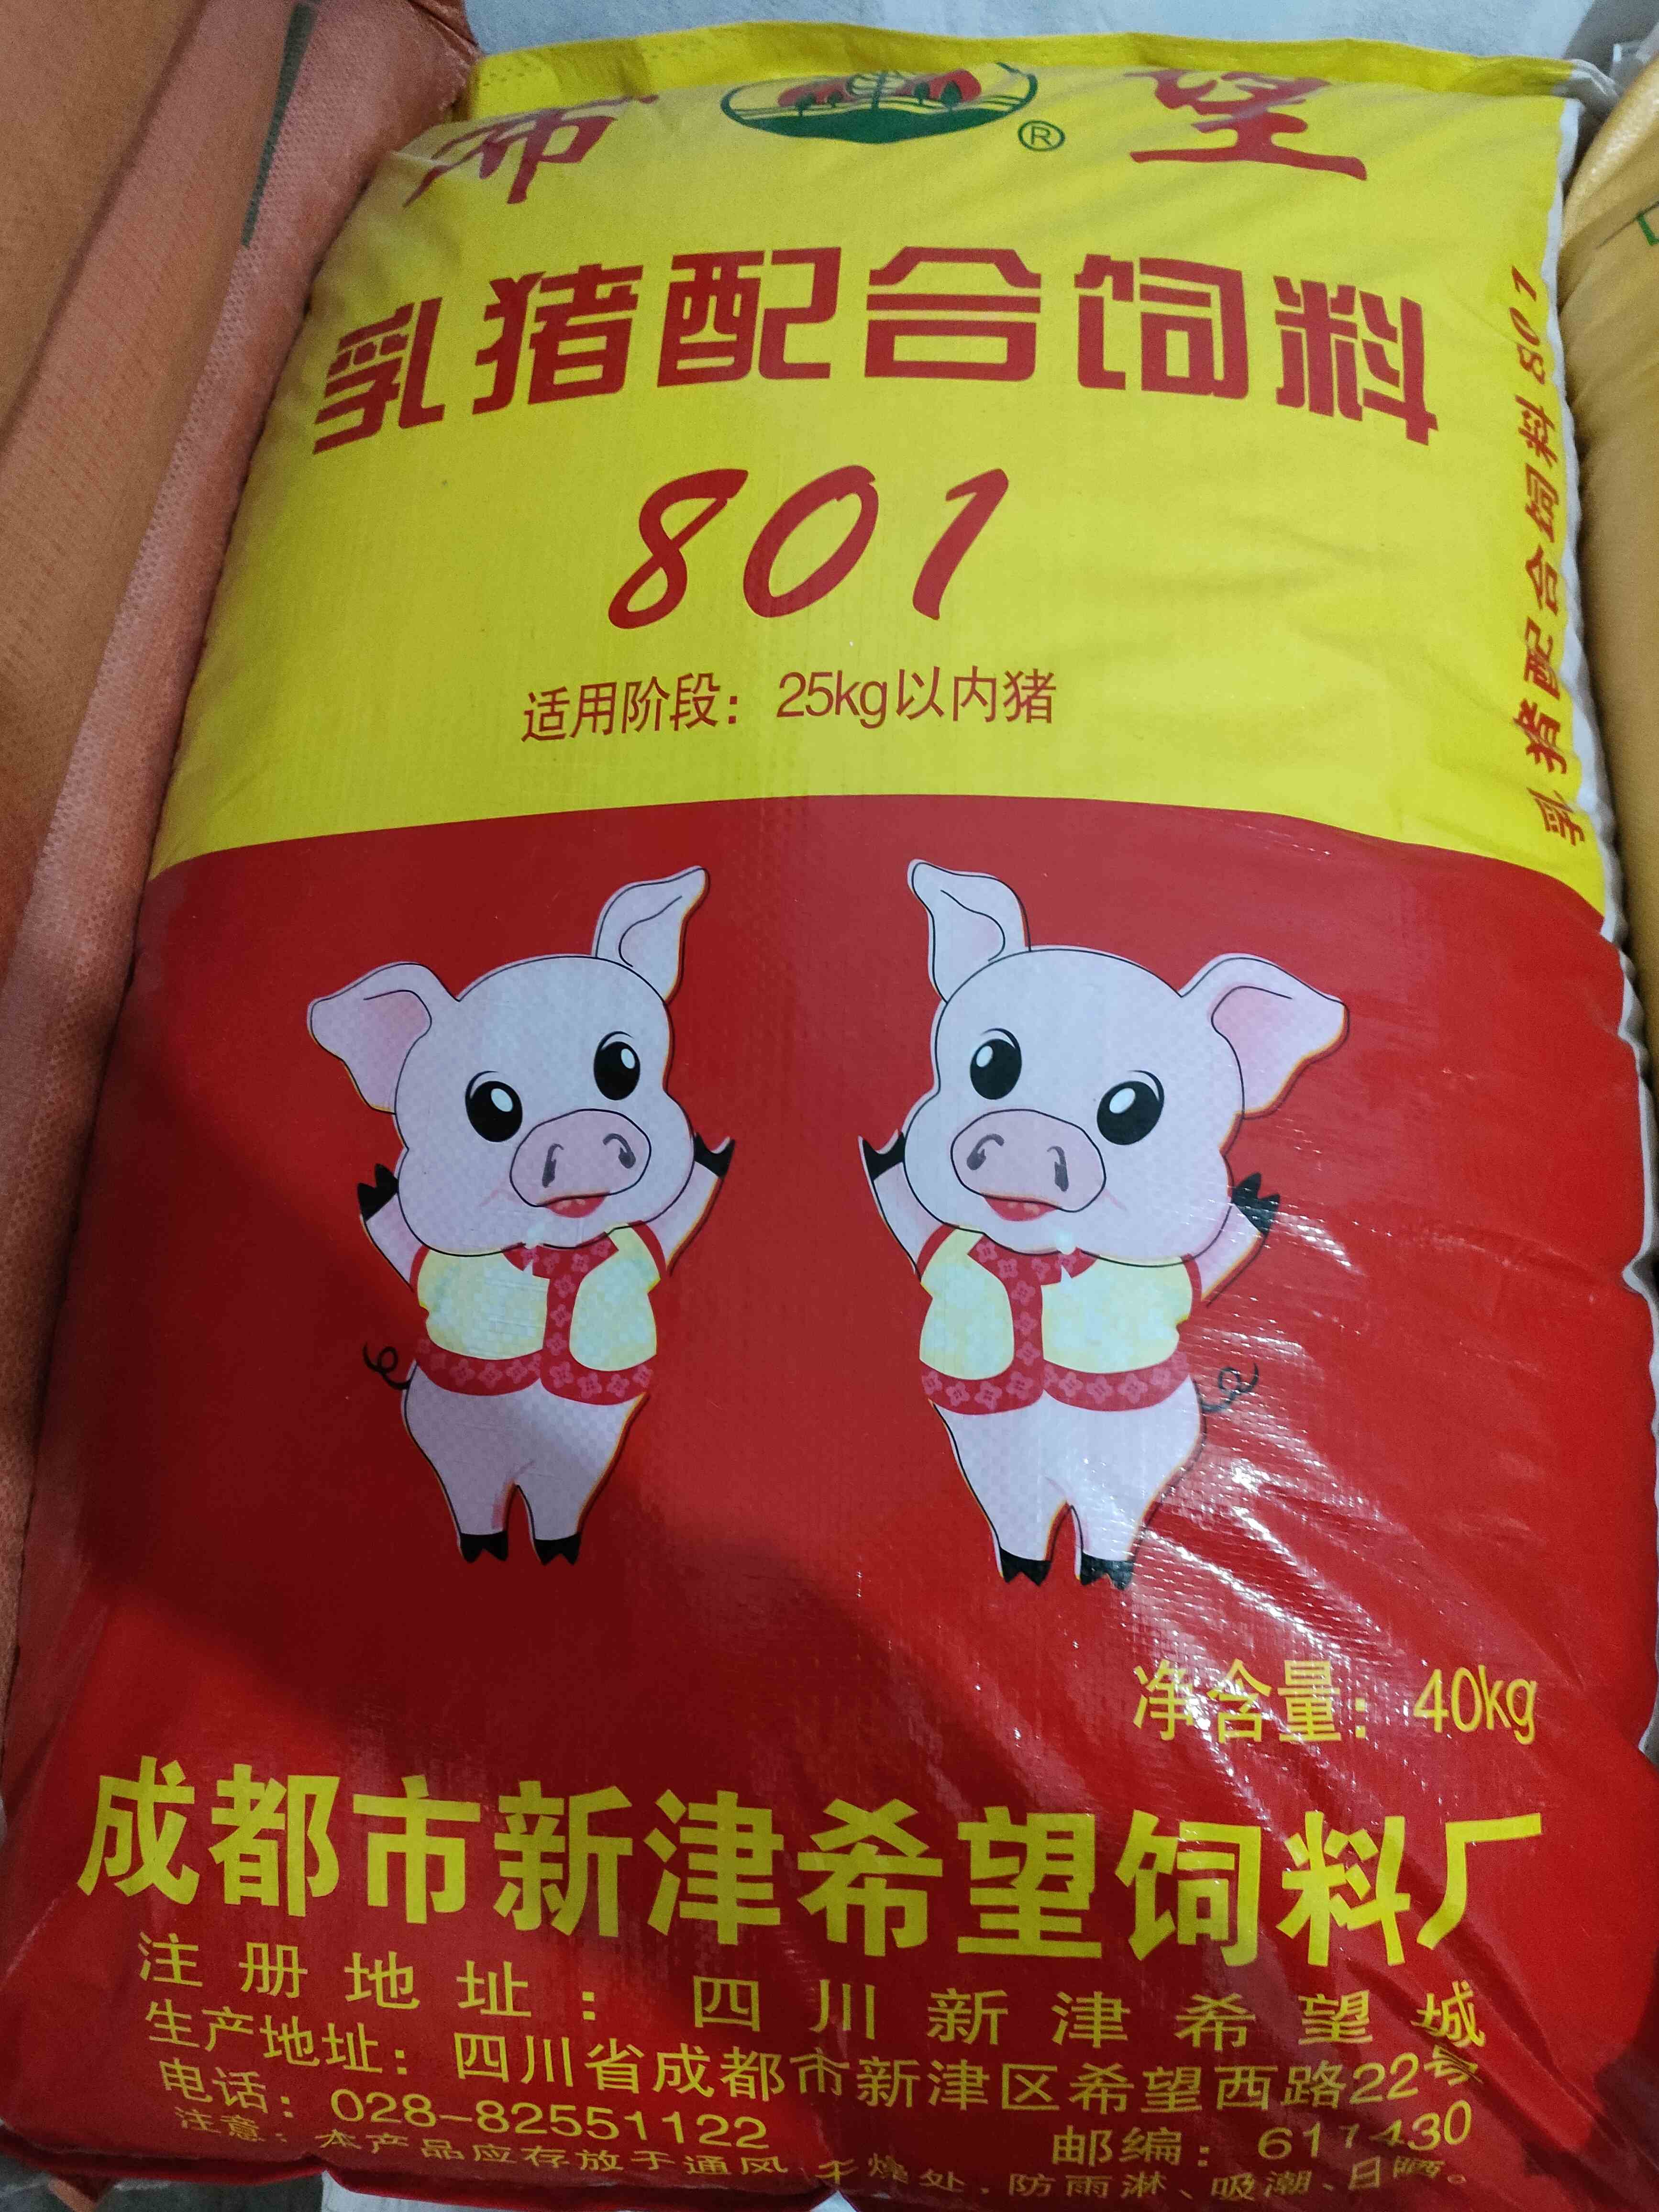 希 望
®
乳猪配合饲料
801
适用阶段：25kg以内猪
乳猪配合饲料801
净含量：40kg
成都市新津希望饲料厂
注册地址：四川新津希望城
生产地址：四川省成都市新津区希望西路22号
电话：028-82551122 邮编：611430
注意：本产品应存放于通风、干燥处，防雨淋、吸潮、日晒。